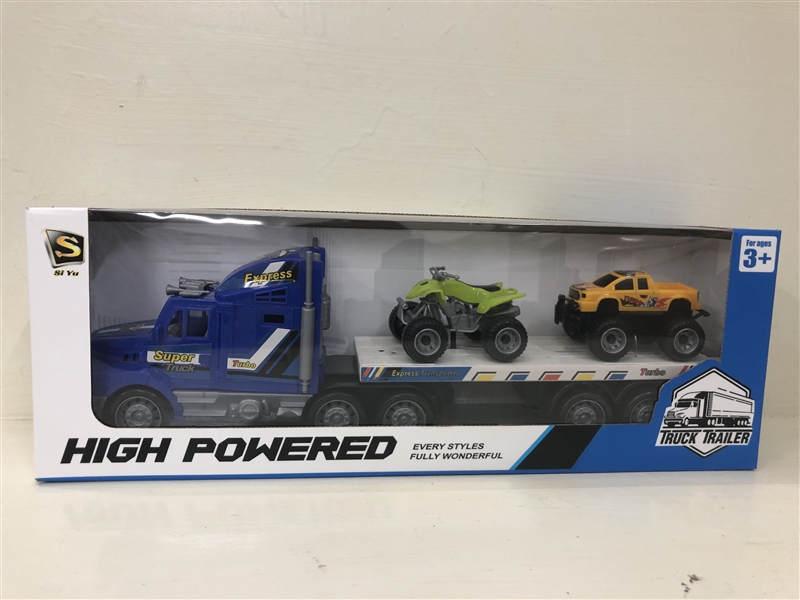 S
Si Yu
For ages
3+
Express
Super
Truck
Turbo
Express Transporter
Turbo
HIGH POWERED
EVERY STYLES
FULLY WONDERFUL
TRUCK TRAILER